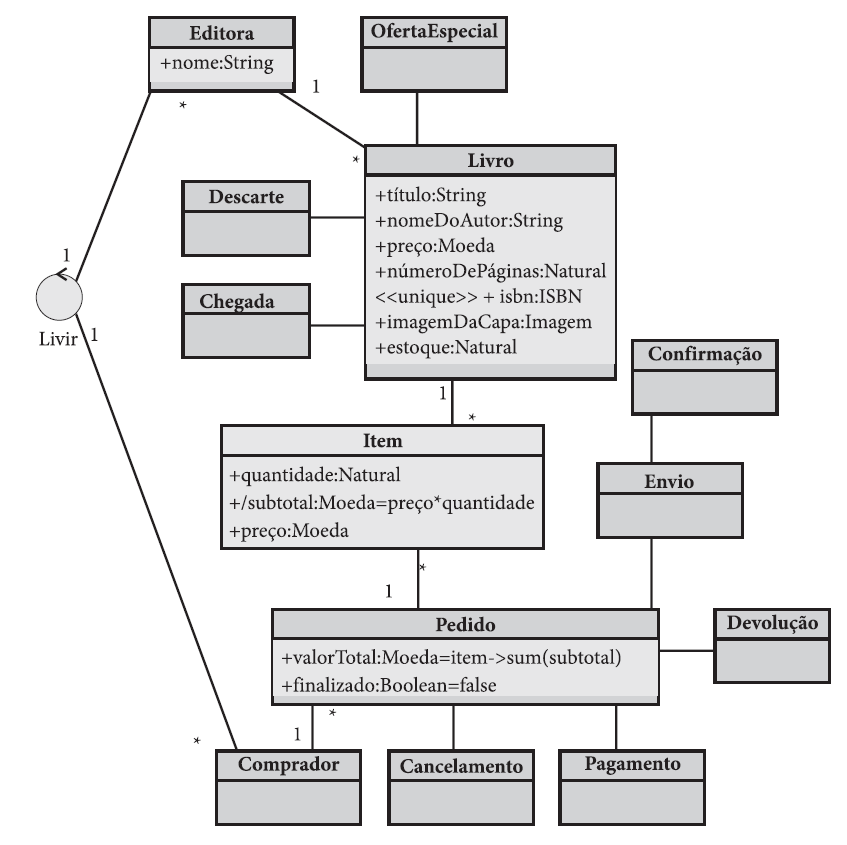 Editora
+nome:String
*
1
OfertaEspecial
*
Livro
+título:String
+nomeDoAutor:String
+preço:Moeda
+númeroDePáginas:Natural
<<unique>> + isbn:ISBN
+imagemDaCapa:Imagem
+estoque:Natural
Descarte
Chegada
1
Livir
1
1
*
Confirmação
Item
+quantidade:Natural
+/subtotal:Moeda=preço*quantidade
+preço:Moeda
Envio
*
1
Pedido
+valorTotal:Moeda=item->sum(subtotal)
+finalizado:Boolean=false
Devolução
*
1
*
Comprador
Cancelamento
Pagamento